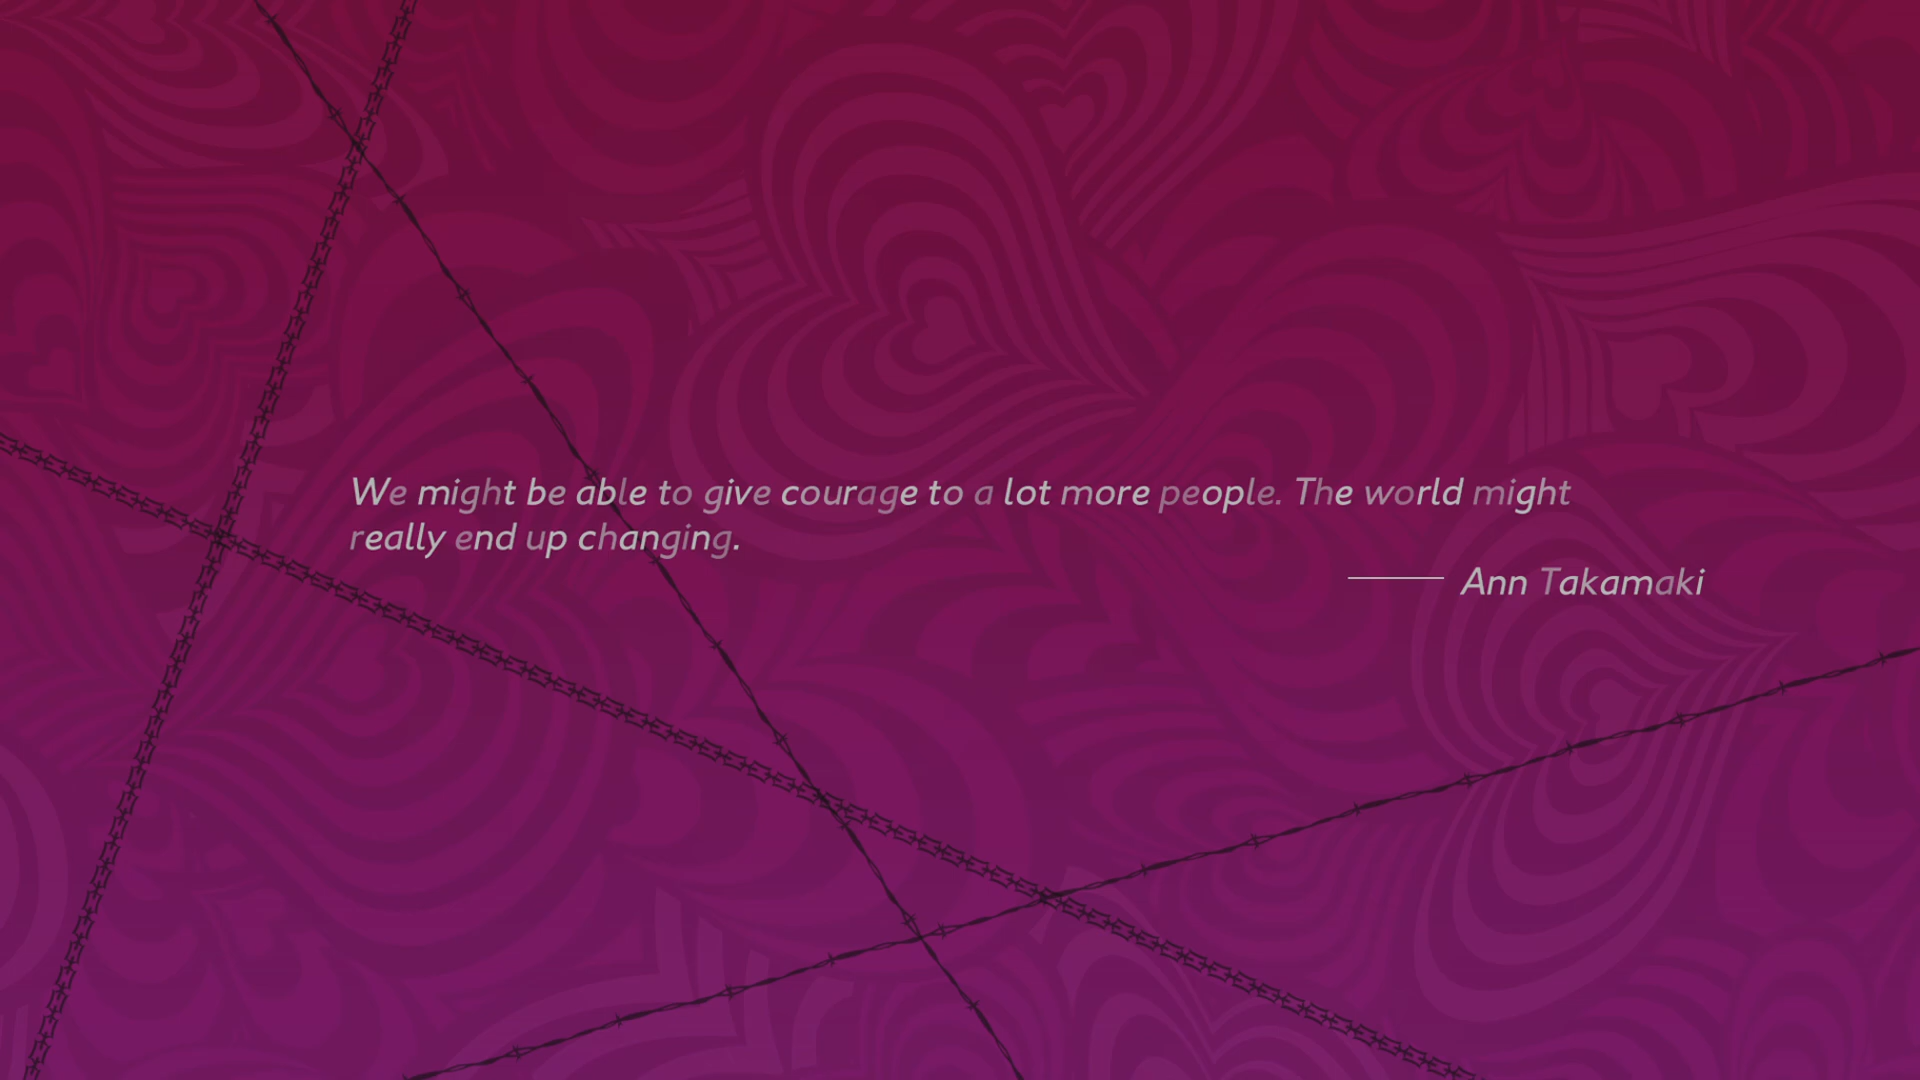 We might be able to give courage to a lot more people. The world might
really end up changing.
Ann Takamaki